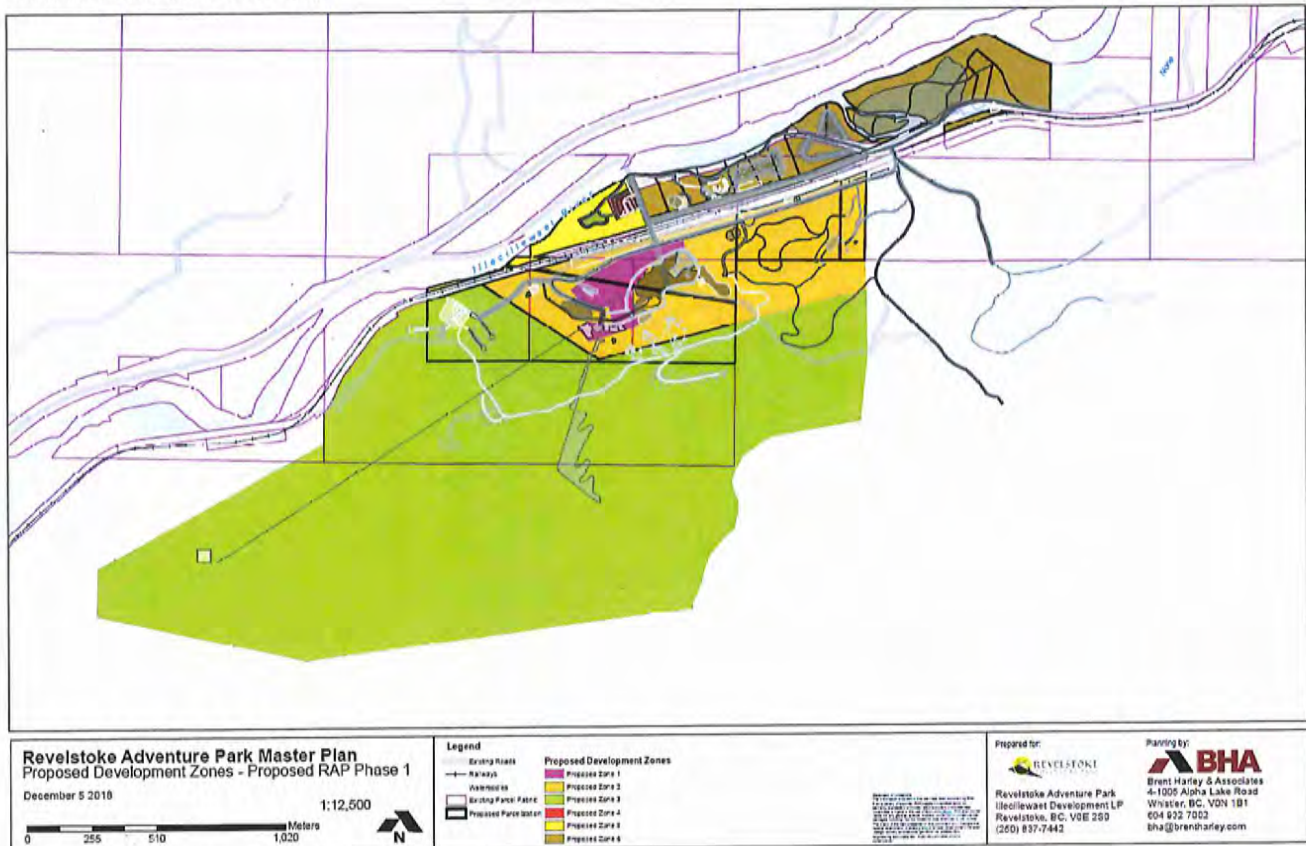 Illecillewaet
Revelstoke Adventure Park Master Plan
Proposed Development Zones - Proposed RAP Phase 1
December 5 2018
1:12,500
Meters
0 255 510 1,020
N
Legend
Existing Roads
Railways
Waterbodies
Existing Parcel Fabric
Proposed Parcelization
Proposed Development Zones
Proposed Zone 1
Proposed Zone 2
Proposed Zone 3
Proposed Zone 4
Proposed Zone 5
Proposed Zone 6
Prepared for:
REVELSTOKE
Revelstoke Adventure Park
Illecillewaet Development LP
Revelstoke, BC, V0E 2S0
(250) 837-7442
Planning by:
BHA
Brent Harley & Associates
4-1005 Alpha Lake Road
Whistler, BC, V0N 1B1
604 932 7002
bha@brentharley.com